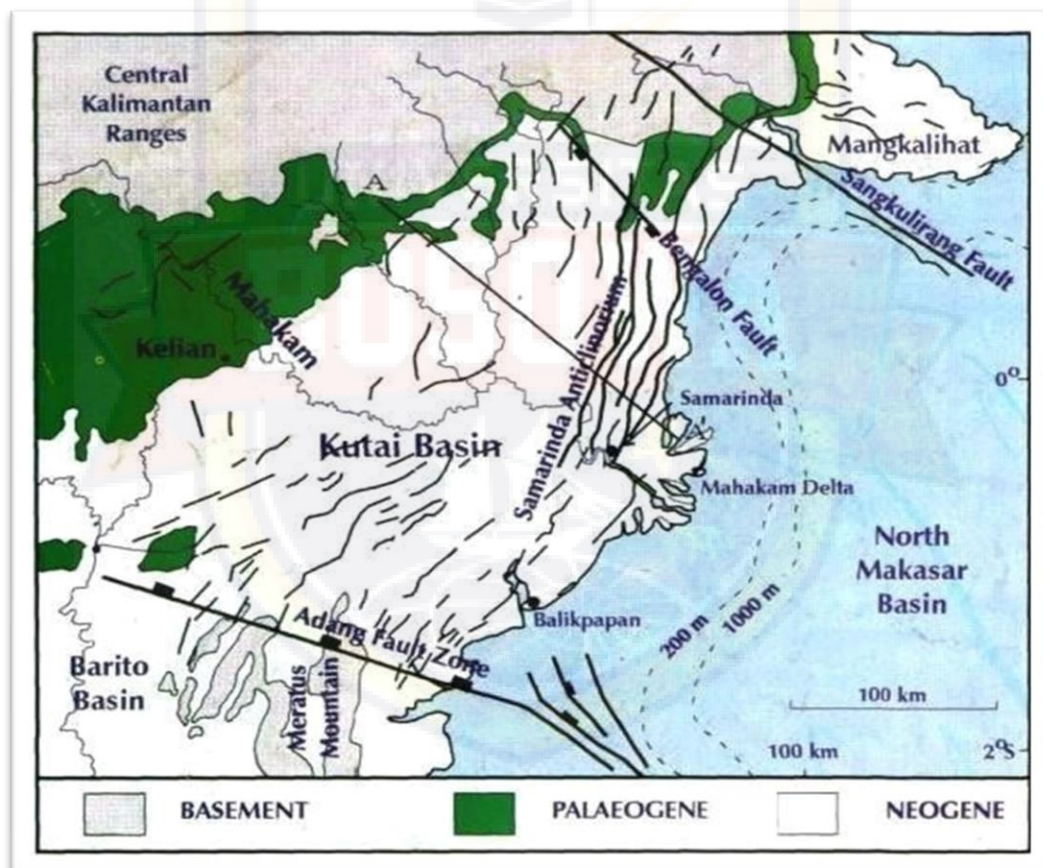 Central
Kalimantan
Ranges
Mangkalihat
A
Sangkulirang Fault
Bengalon Fault
Mahakam
Kelian
0°
Samarinda
Kutai Basin
Samarinda Anticlinorium
Mahakam Delta
North
Makasar
Basin
Balikpapan
200 m
1000 m
Adang Fault Zone
Barito
Basin
Meratus
Mountain
100 km
100 km
2°S
BASEMENT
PALAEOGENE
NEOGENE